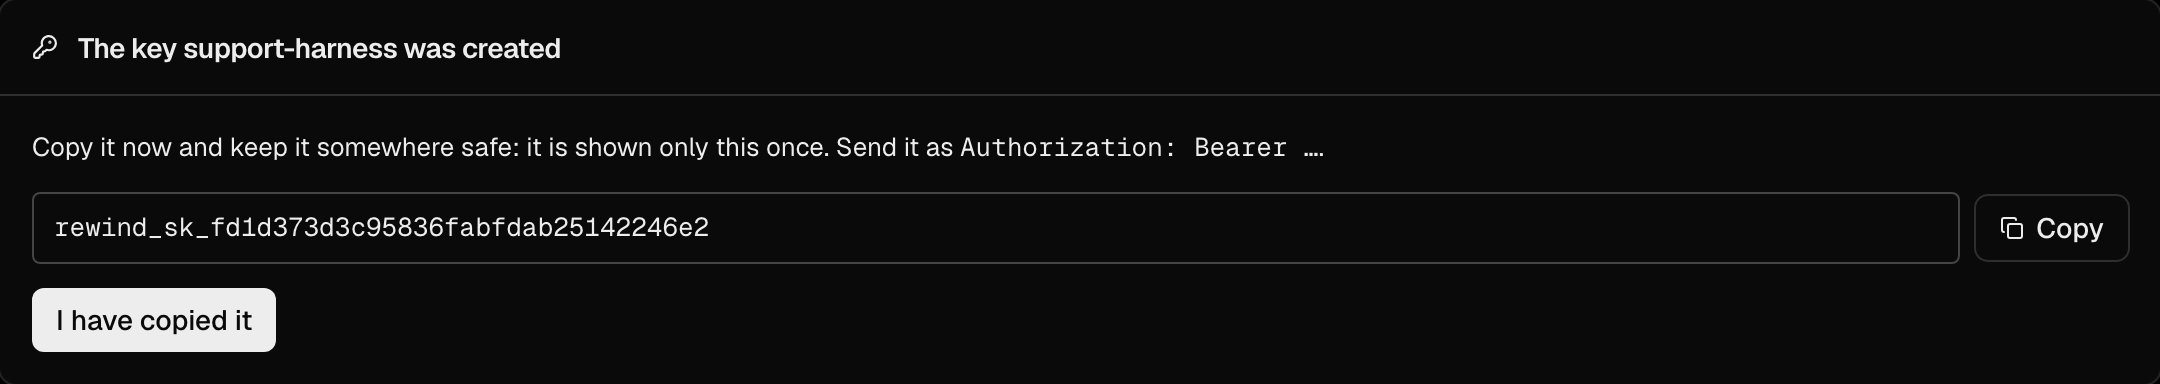 The key support-harness was created
Copy it now and keep it somewhere safe: it is shown only this once. Send it as Authorization: Bearer ….
rewind_sk_fd1d373d3c95836fabfdab25142246e2
Copy
I have copied it